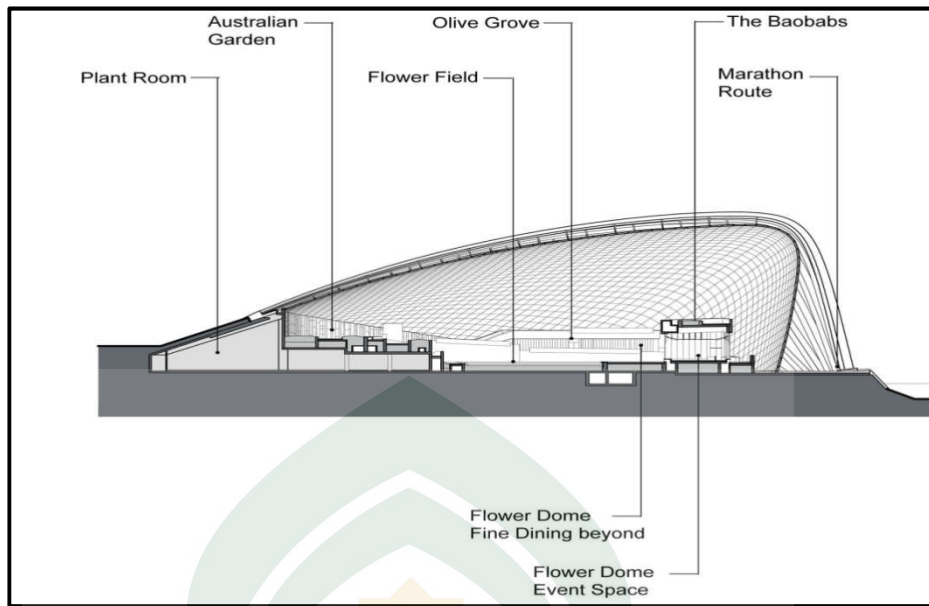 Australian
Garden
Olive Grove
The Baobabs
Plant Room
Flower Field
Marathon
Route
Flower Dome
Fine Dining beyond
Flower Dome
Event Space